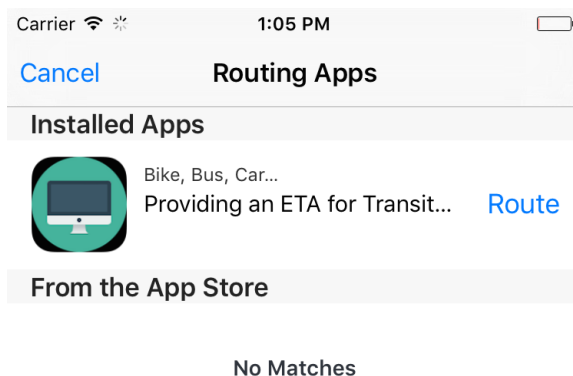 Carrier 1:05 PM
Cancel Routing Apps
Installed Apps
Bike, Bus, Car...
Providing an ETA for Transit... Route
From the App Store
No Matches